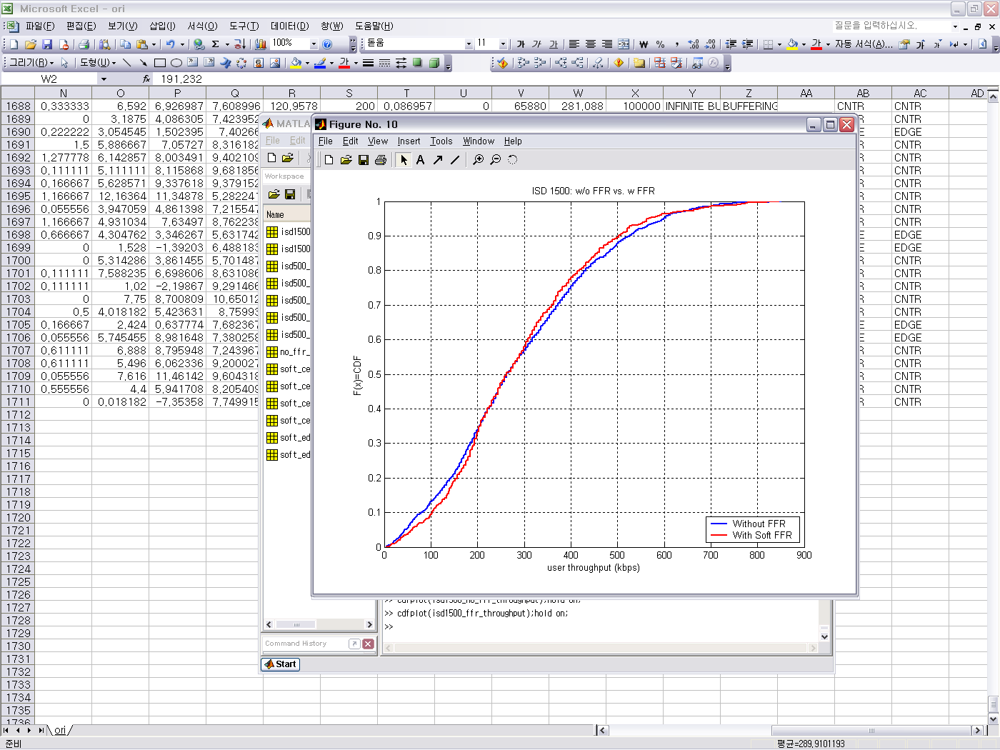 Microsoft Excel - ori
파일(F) 편집(E) 보기(V) 삽입(I) 서식(O) 도구(T) 데이터(D) 창(W) 도움말(H) 질문을 입력하십시오.
100% 돋움 11 가 가 가 자동 서식(A)...
그리기(R) 도형(U)
W2 fx 191,232
N O P Q R S T U V W X Y Z AA AB AC AD
1688 0,333333 6,592 6,926987 7,608996 120,9578 200 0,086957 0 65880 281,088 100000 INFINITE BU BUFFERING CNTR CNTR
1689 0 3,1875 4,086305 7,423952 R CNTR
1690 0,222222 3,054545 1,502395 7,40266 E EDGE
1691 1,5 5,886667 7,05727 8,316182 R CNTR
1692 1,277778 6,142857 8,003491 9,402109 R CNTR
1693 0,111111 5,111111 8,115868 9,681856 R CNTR
1694 0,166667 5,628571 9,337618 9,379152 R CNTR
1695 1,166667 12,16364 11,34878 5,282241 R CNTR
1696 0,055556 3,947059 4,861398 7,215547 R CNTR
1697 1,166667 4,931034 7,63497 8,762238 R CNTR
1698 0,666667 4,304762 3,346267 5,631742 E EDGE
1699 0 1,528 -1,39203 6,488183 E EDGE
1700 0 5,314286 3,861455 5,701487 R CNTR
1701 0,111111 7,588235 6,698606 8,631086 R CNTR
1702 0,111111 1,02 -2,19867 9,291466 R CNTR
1703 0 7,75 8,700809 10,65012 R CNTR
1704 0,5 4,018182 5,423631 8,75993 R CNTR
1705 0,166667 2,424 0,637774 7,682367 E EDGE
1706 0,055556 5,745455 8,981648 7,380258 E EDGE
1707 0,611111 6,888 8,795948 7,243967 R CNTR
1708 0,611111 5,496 6,062336 9,200027 R CNTR
1709 0,055556 7,616 11,46142 9,604318 R CNTR
1710 0,555556 4,4 5,941708 8,205409 R CNTR
1711 0 0,018182 -7,35358 7,749915 R CNTR
1712
1713
1714
1715
1716
1717
1718
1719
1720
1721
1722
1723
1724
1725
1726
1727
1728
1729
1730
1731
1732
1733
1734
1735
1736
MATLA
File Edit
Workspace
Name
isd1500
isd1500
isd500_
isd500_
isd500_
isd500_
isd500_
no_ffr_
soft_ce
soft_ce
soft_ce
soft_ce
soft_ed
soft_ed
Command History
Start
Figure No. 10
File Edit View Insert Tools Window Help
A
ISD 1500: w/o FFR vs. w FFR
1
0.9
0.8
0.7
0.6
0.5
0.4
0.3
0.2
0.1
0
F(x)=CDF
0 100 200 300 400 500 600 700 800 900
user throughput (kbps)
Without FFR
With Soft FFR
>> cdfplot(isd1500_no_ffr_throughput);hold on;
>> cdfplot(isd1500_ffr_throughput);hold on;
>>
ori
준비 평균=289,9101193